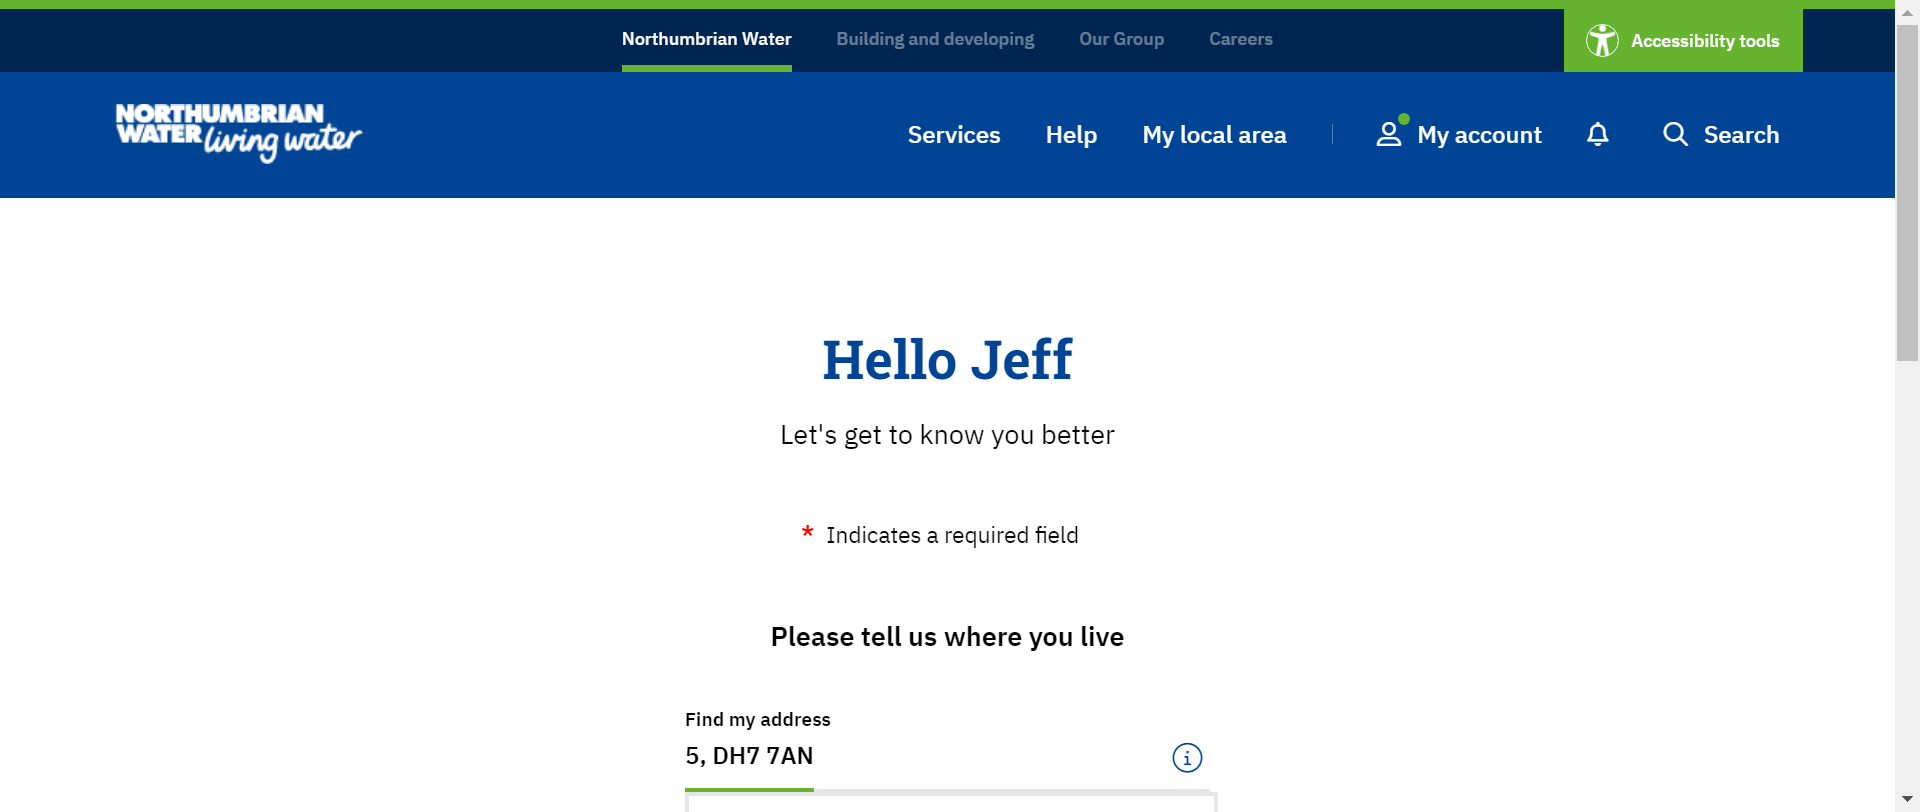 Northumbrian Water Building and developing Our Group Careers Accessibility tools
NORTHUMBRIAN
WATER living water
Services Help My local area My account Search
Hello Jeff
Let's get to know you better
* Indicates a required field
Please tell us where you live
Find my address
5, DH7 7AN